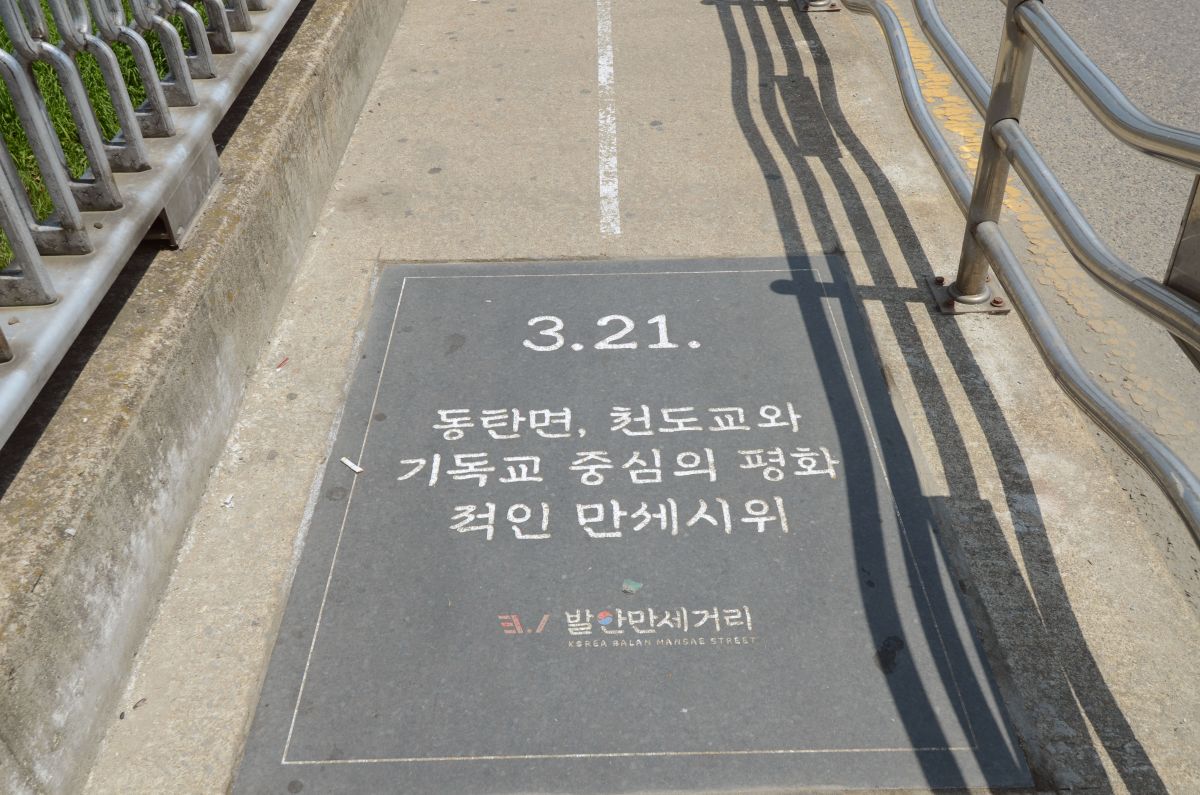 3.21.
동탄면, 천도교와
기독교 중심의 평화
적인 만세시위
3.1 발안만세거리
KOREA BALAN MANSAE STREET